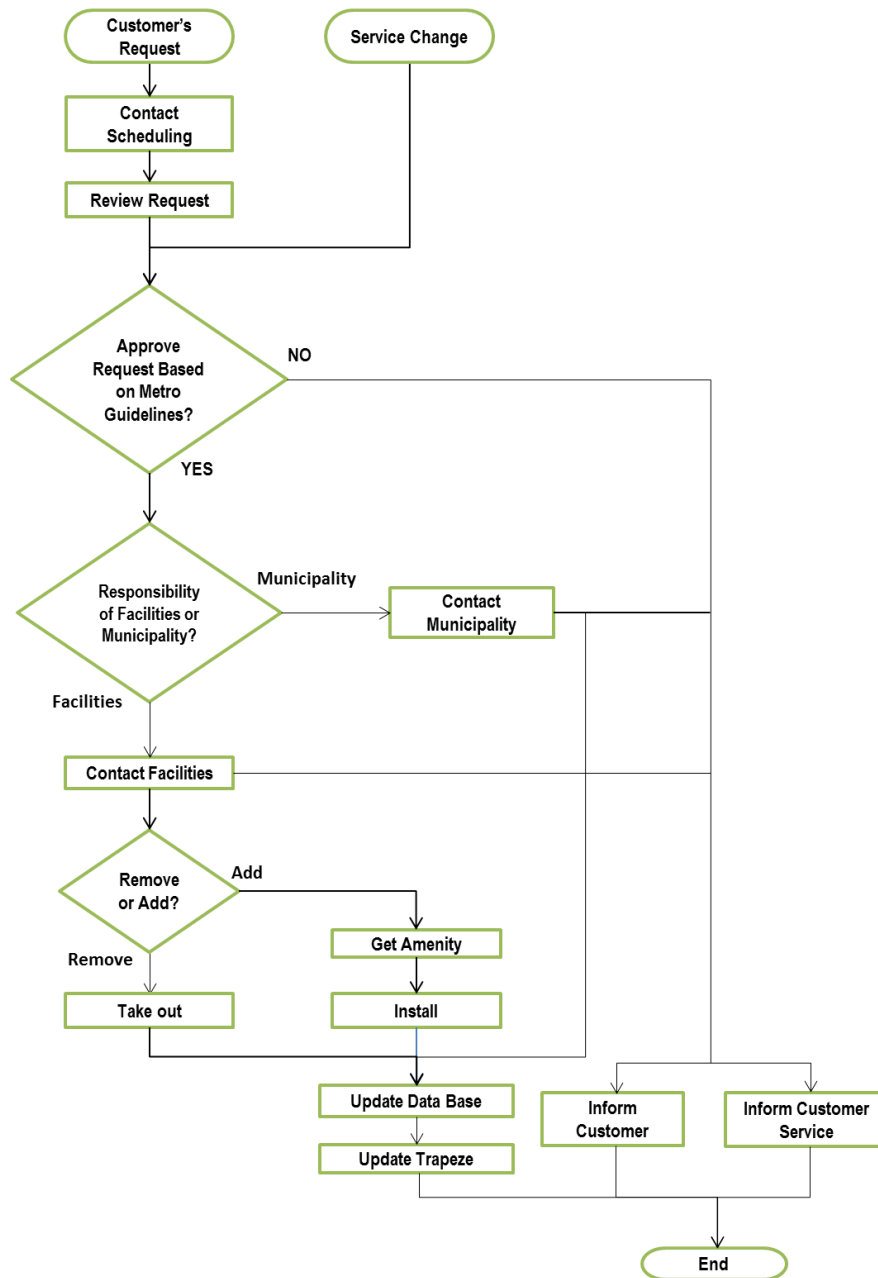 Customer's
Request
Service Change
Contact
Scheduling
Review Request
Approve
Request Based
on Metro
Guidelines?
NO
YES
Responsibility
of Facilities or
Municipality?
Municipality
Contact
Municipality
Facilities
Contact Facilities
Remove
or Add?
Add
Get Amenity
Remove
Take out
Install
Update Data Base
Inform
Customer
Inform Customer
Service
Update Trapeze
End